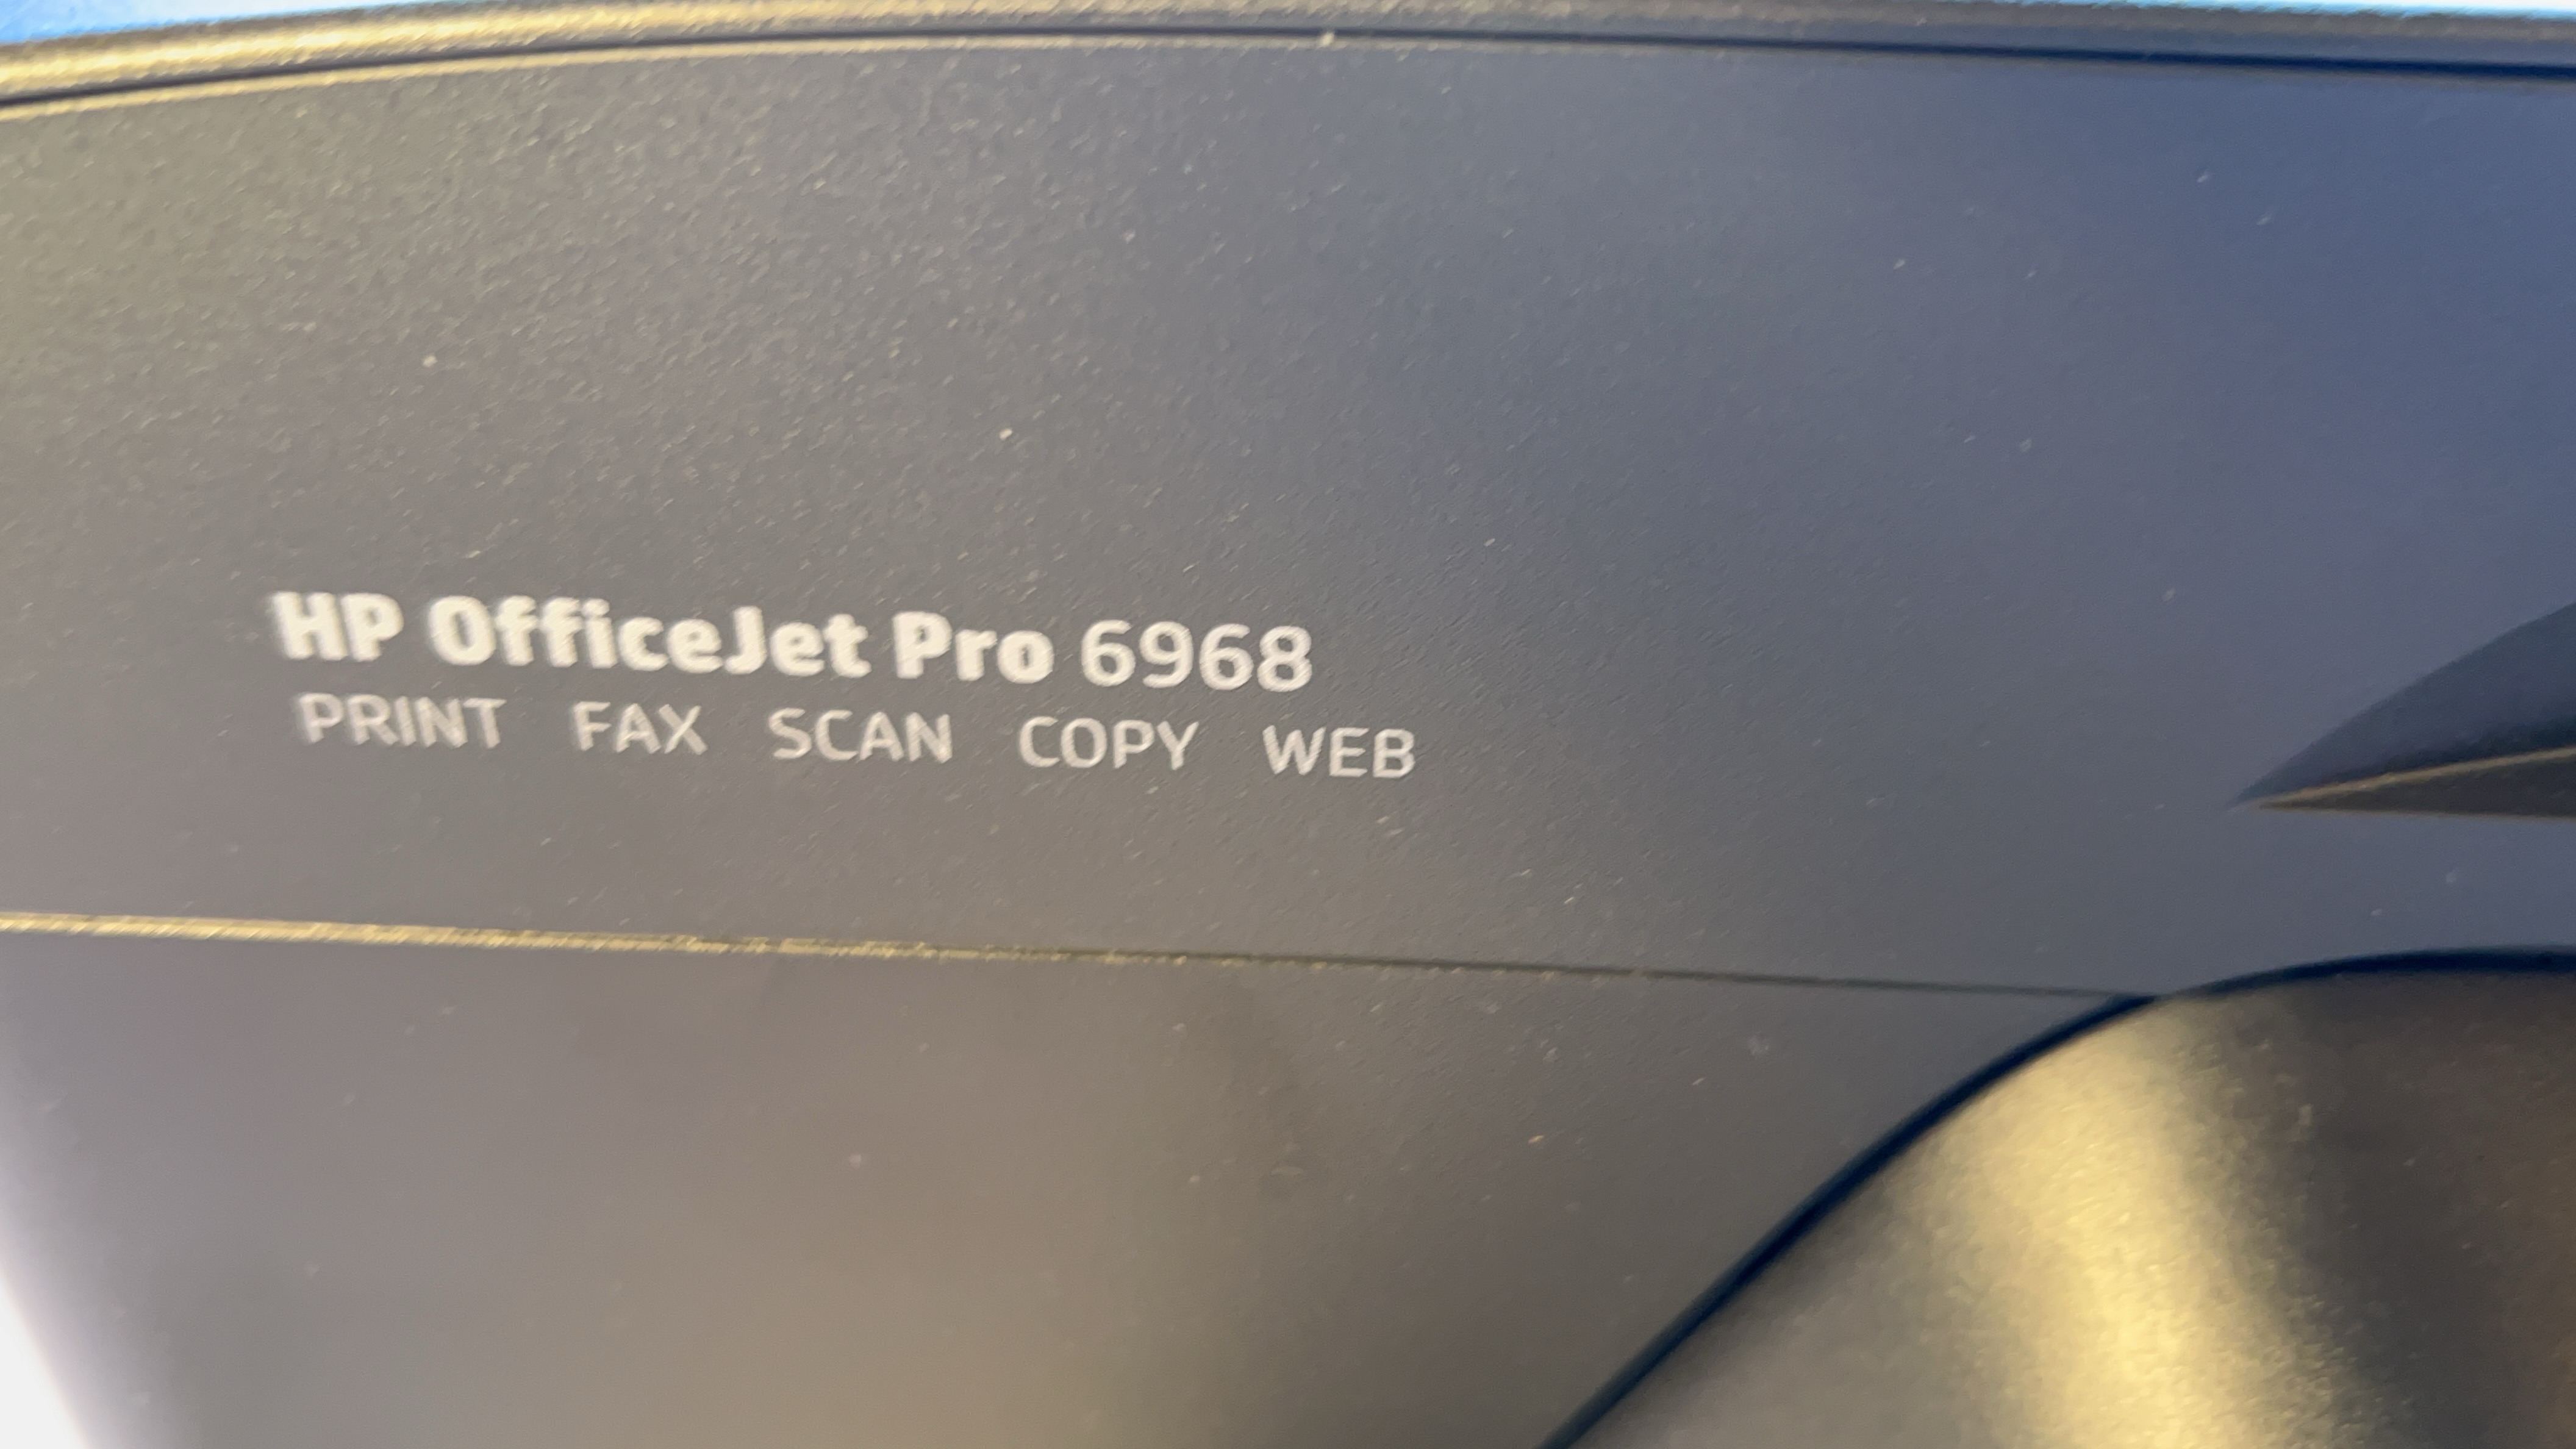 HP OfficeJet Pro 6968
PRINT FAX SCAN COPY WEB